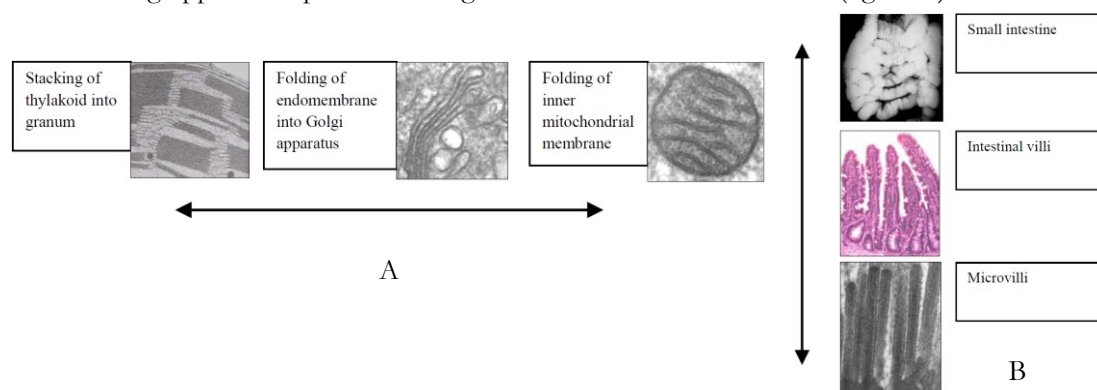 Stacking of
thylakoid into
granum
Folding of
endomembrane
into Golgi
apparatus
Folding of
inner
mitochondrial
membrane
A
Small intestine
Intestinal villi
Microvilli
B